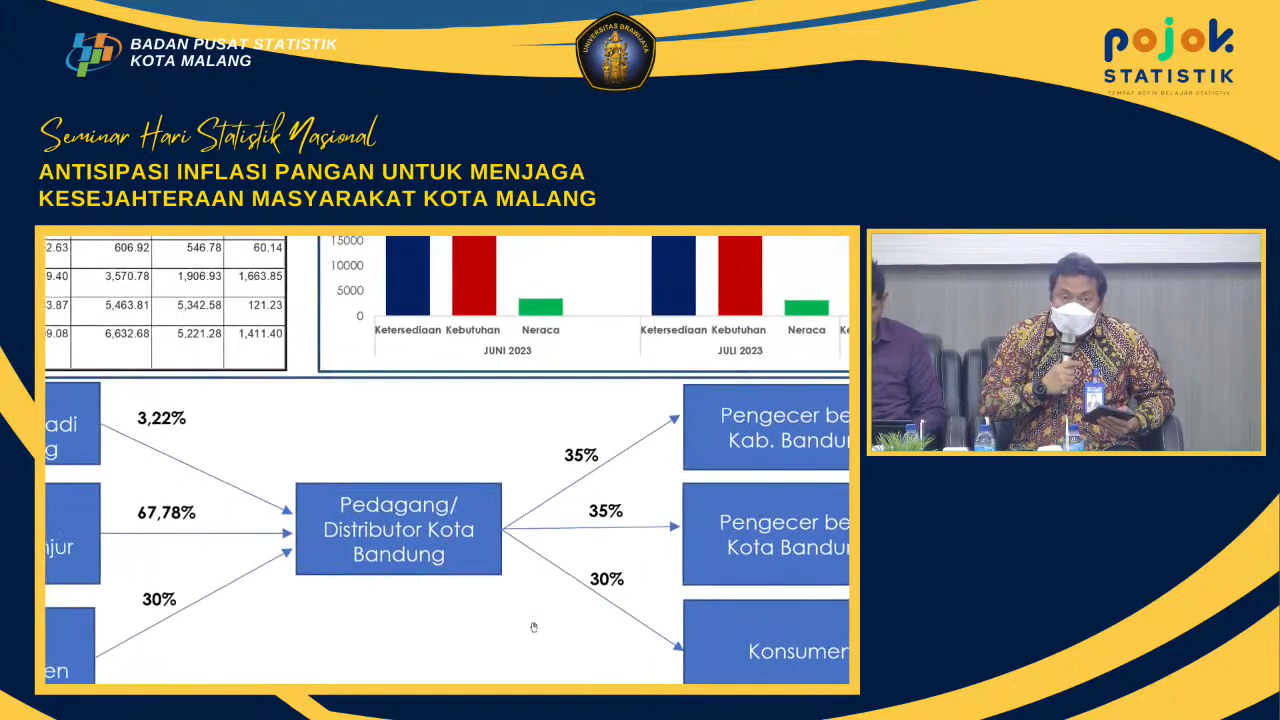 BADAN PUSAT STATISTIK
KOTA MALANG
UNIVERSITAS BRAWIJAYA
pojok
STATISTIK
TEMPAT ASYIK BELAJAR STATISTIK
Seminar Hari Statistik Nasional
ANTISIPASI INFLASI PANGAN UNTUK MENJAGA
KESEJAHTERAAN MASYARAKAT KOTA MALANG
2.63 606.92 546.78 60.14
9.40 3,570.78 1,906.93 1,663.85
3.87 5,463.81 5,342.58 121.23
9.08 6,632.68 5,221.28 1,411.40
15000
10000
5000
0
Ketersediaan Kebutuhan Neraca
JUNI 2023
Ketersediaan Kebutuhan Neraca
JULI 2023
adi
g
3,22%
67,78%
njur
30%
en
Pedagang/
Distributor Kota
Bandung
35%
35%
30%
Pengecer be
Kab. Bandu
Pengecer be
Kota Bandu
Konsumen